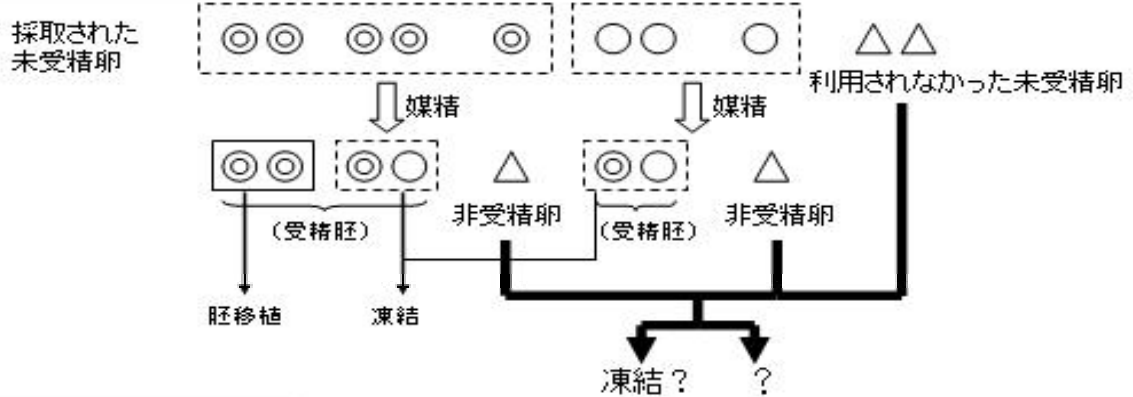 採取された
未受精卵
利用されなかった未受精卵
媒精
媒精
非受精卵
非受精卵
（受精胚）
（受精胚）
胚移植
凍結
凍結？
？